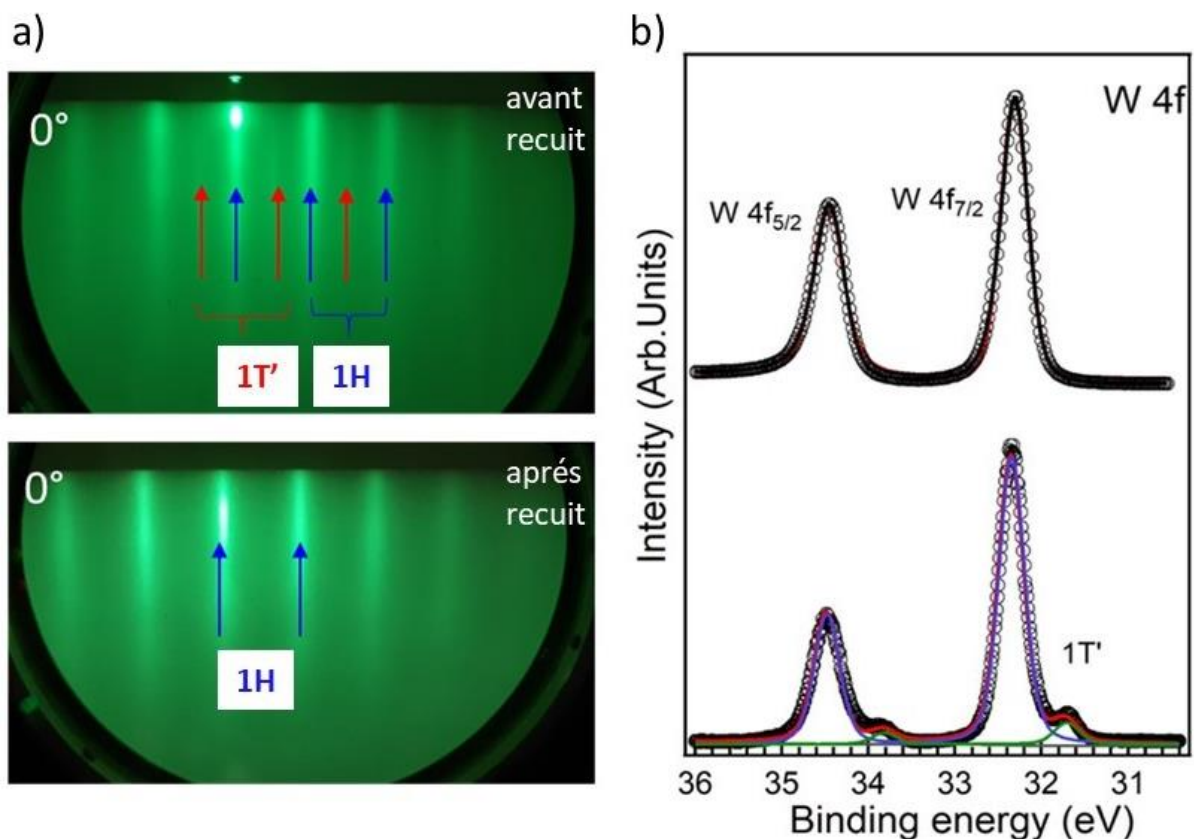 a)
0°
avant
recuit
1T'
1H
0°
aprés
recuit
1H
b)
W 4f
W 4f5/2
W 4f7/2
1T'
Intensity (Arb.Units)
36 35 34 33 32 31
Binding energy (eV)